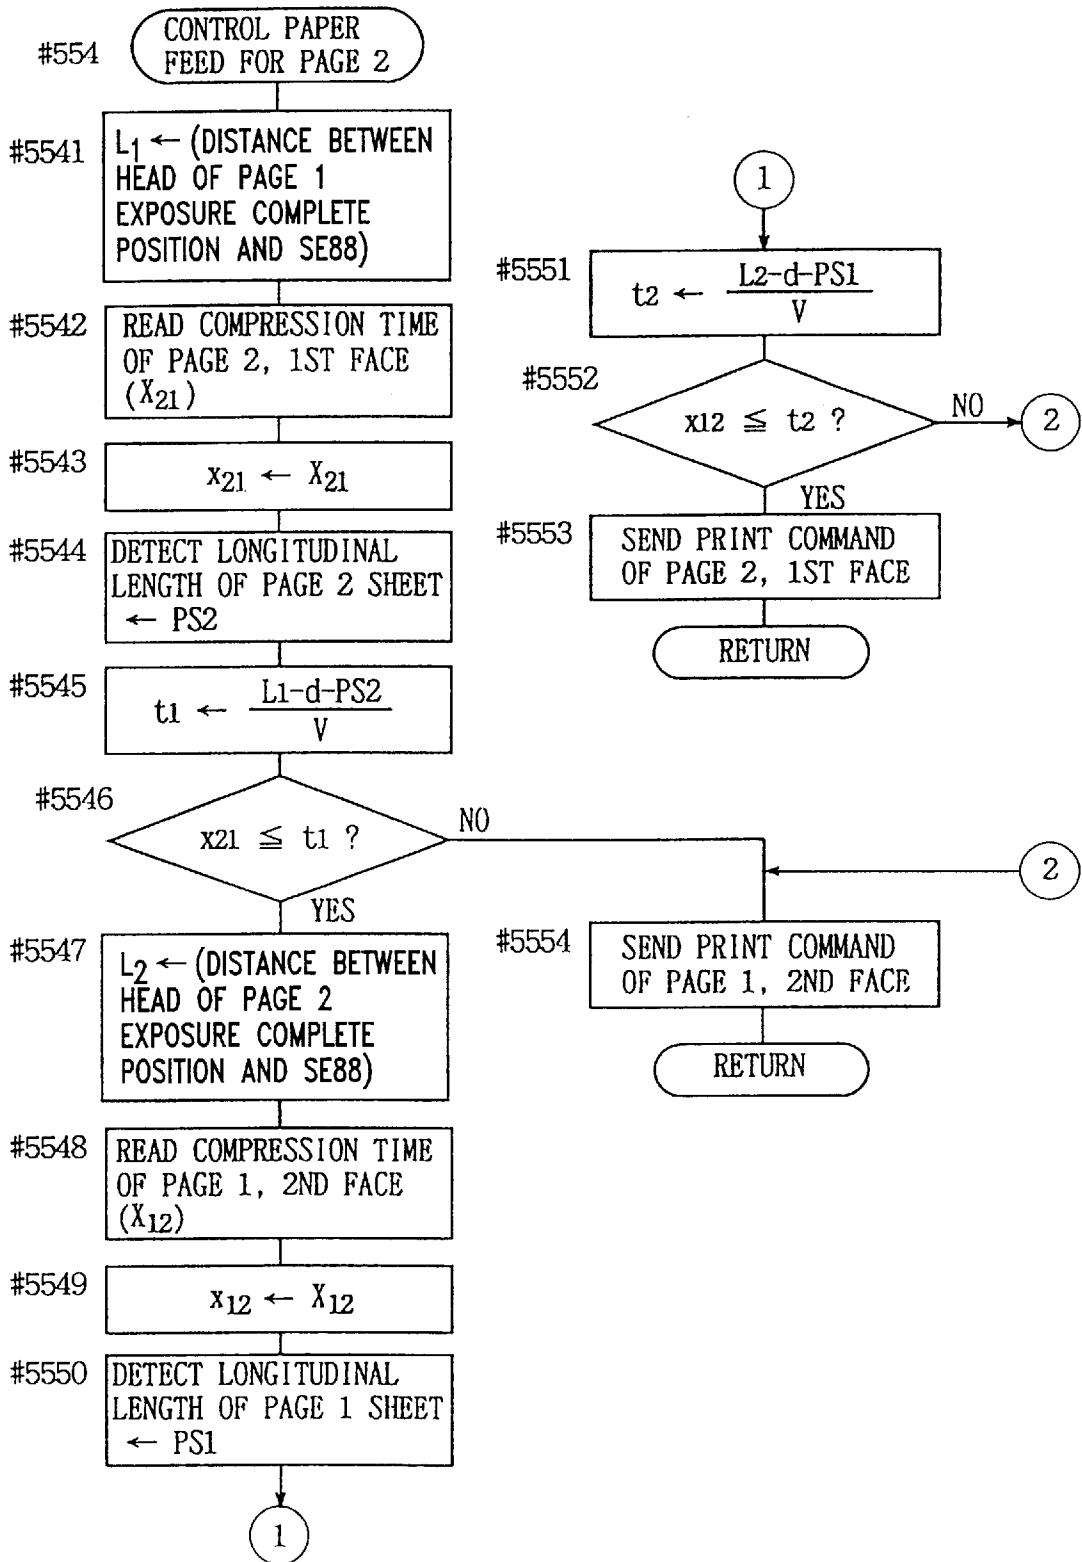 #554
CONTROL PAPER
FEED FOR PAGE 2
#5541
L1 ← (DISTANCE BETWEEN
HEAD OF PAGE 1
EXPOSURE COMPLETE
POSITION AND SE88)
#5542
READ COMPRESSION TIME
OF PAGE 2, 1ST FACE
(X21)
#5543
x21 ← X21
#5544
DETECT LONGITUDINAL
LENGTH OF PAGE 2 SHEET
← PS2
#5545
t1 ← L1-d-PS2
V
#5546
x21 ≦ t1 ?
NO
YES
#5547
L2 ← (DISTANCE BETWEEN
HEAD OF PAGE 2
EXPOSURE COMPLETE
POSITION AND SE88)
#5548
READ COMPRESSION TIME
OF PAGE 1, 2ND FACE
(X12)
#5549
x12 ← X12
#5550
DETECT LONGITUDINAL
LENGTH OF PAGE 1 SHEET
← PS1
1
1
#5551
t2 ← L2-d-PS1
V
#5552
x12 ≦ t2 ?
NO
2
YES
#5553
SEND PRINT COMMAND
OF PAGE 2, 1ST FACE
RETURN
2
#5554
SEND PRINT COMMAND
OF PAGE 1, 2ND FACE
RETURN